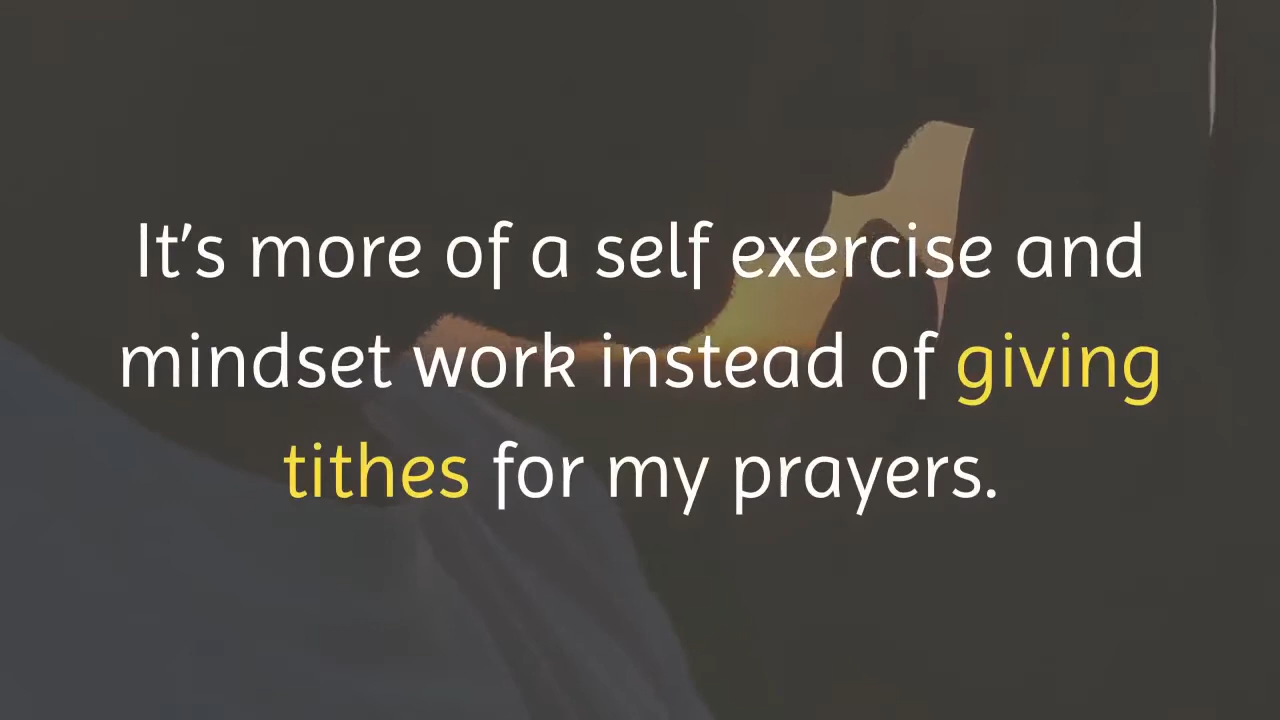 It's more of a self exercise and
mindset work instead of giving
tithes for my prayers.